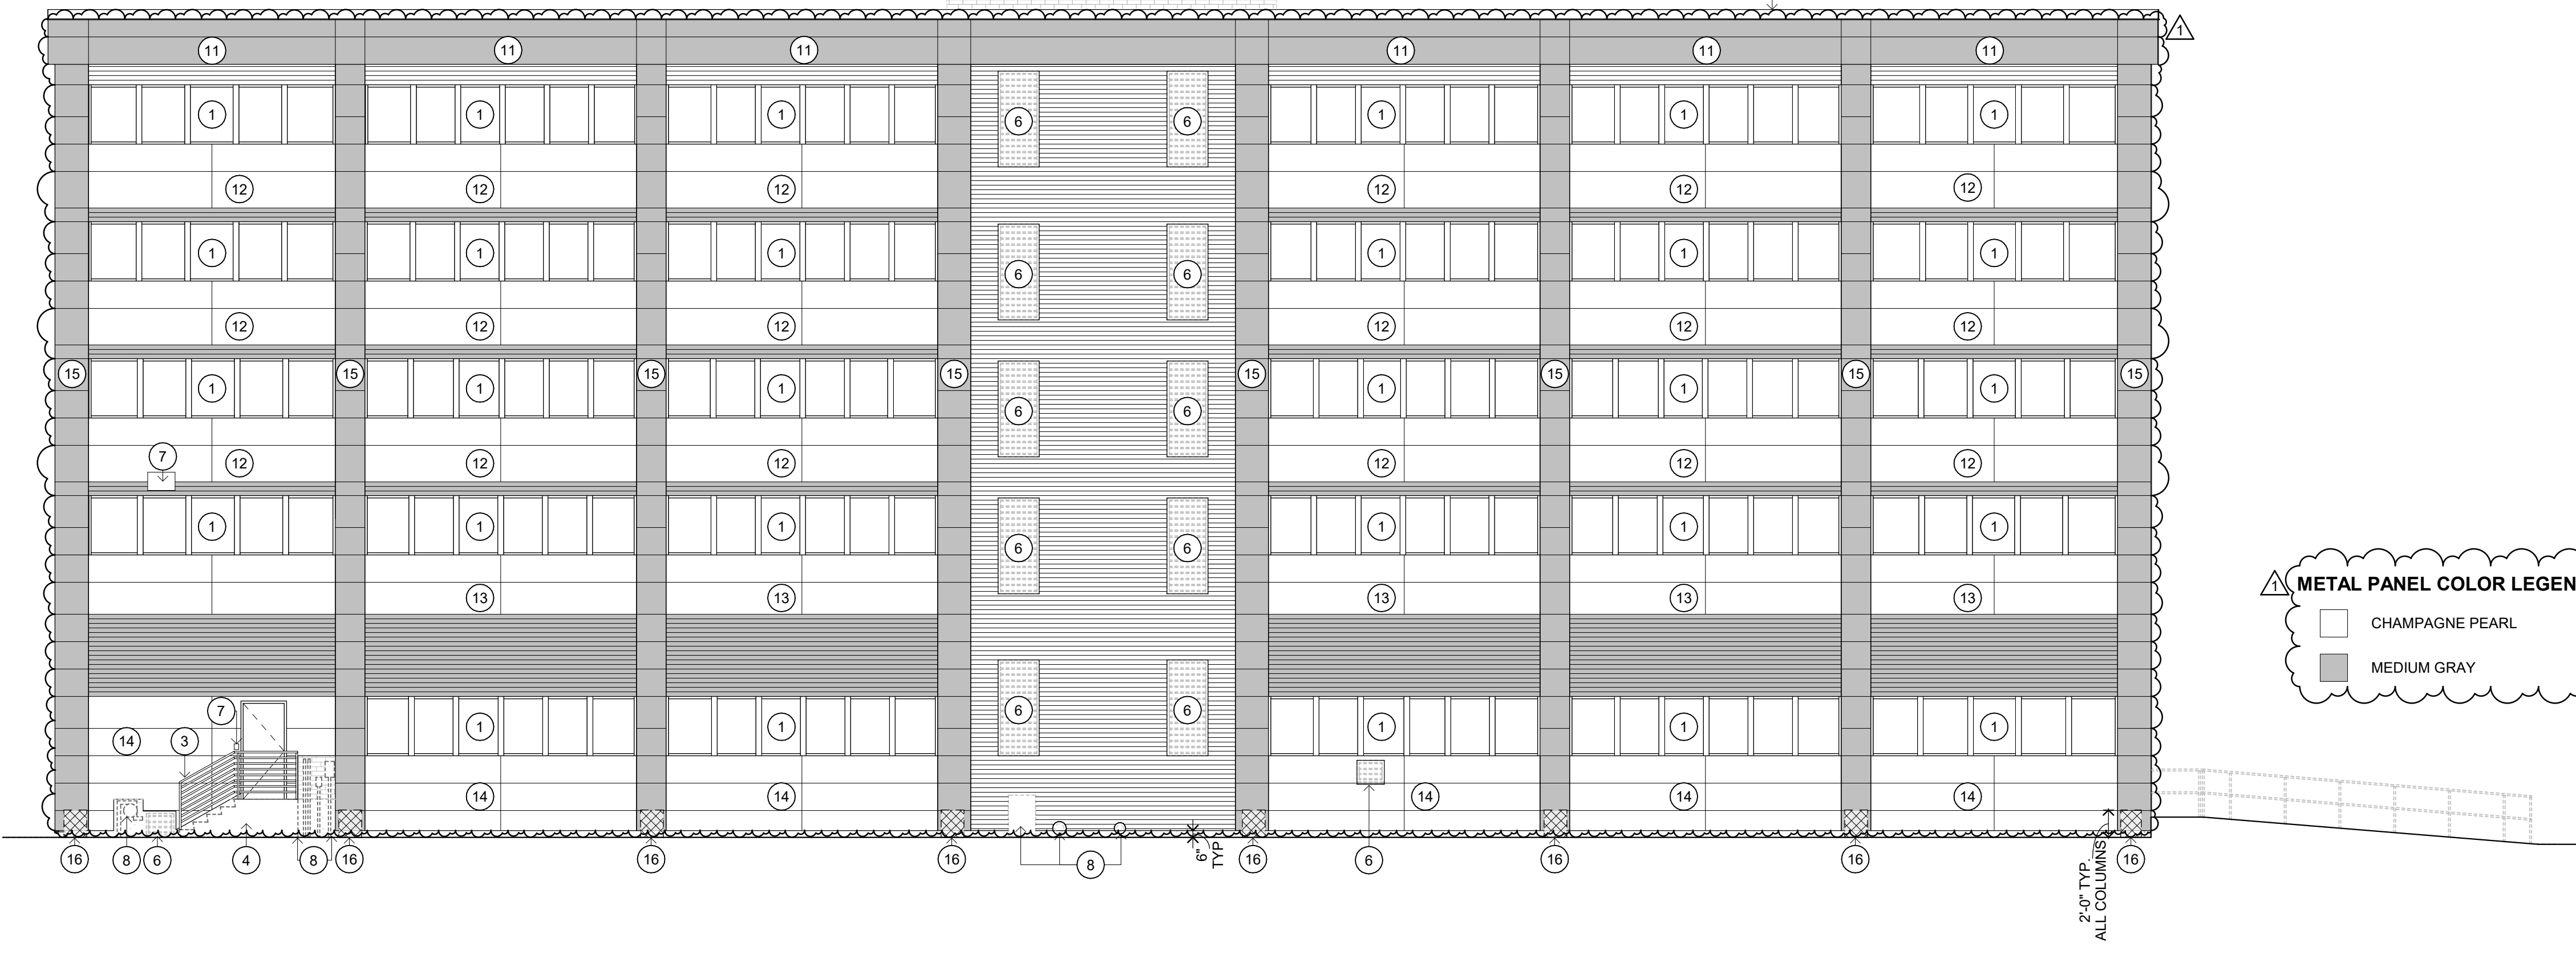 1
11 11 11 11 11 11
1 1 1 6 6 1 1 1
12 12 12 12 12 12
1 1 1 6 6 1 1 1
12 12 12 12 12 12
15 15 15 15 15 15 15 15
1 1 1 6 6 1 1 1
7 12 12 12 12 12 12
1 1 1 6 6 1 1 1
13 13 13 13 13
7 1 1 6 6 1 1 1
14 3
14 14 14 14 14
16 8 6 4 8 16 16 16 8 16 6 16 16 16
6"
TYP
2'-0" TYP.
ALL COLUMNS
1 METAL PANEL COLOR LEGEN
CHAMPAGNE PEARL
MEDIUM GRAY